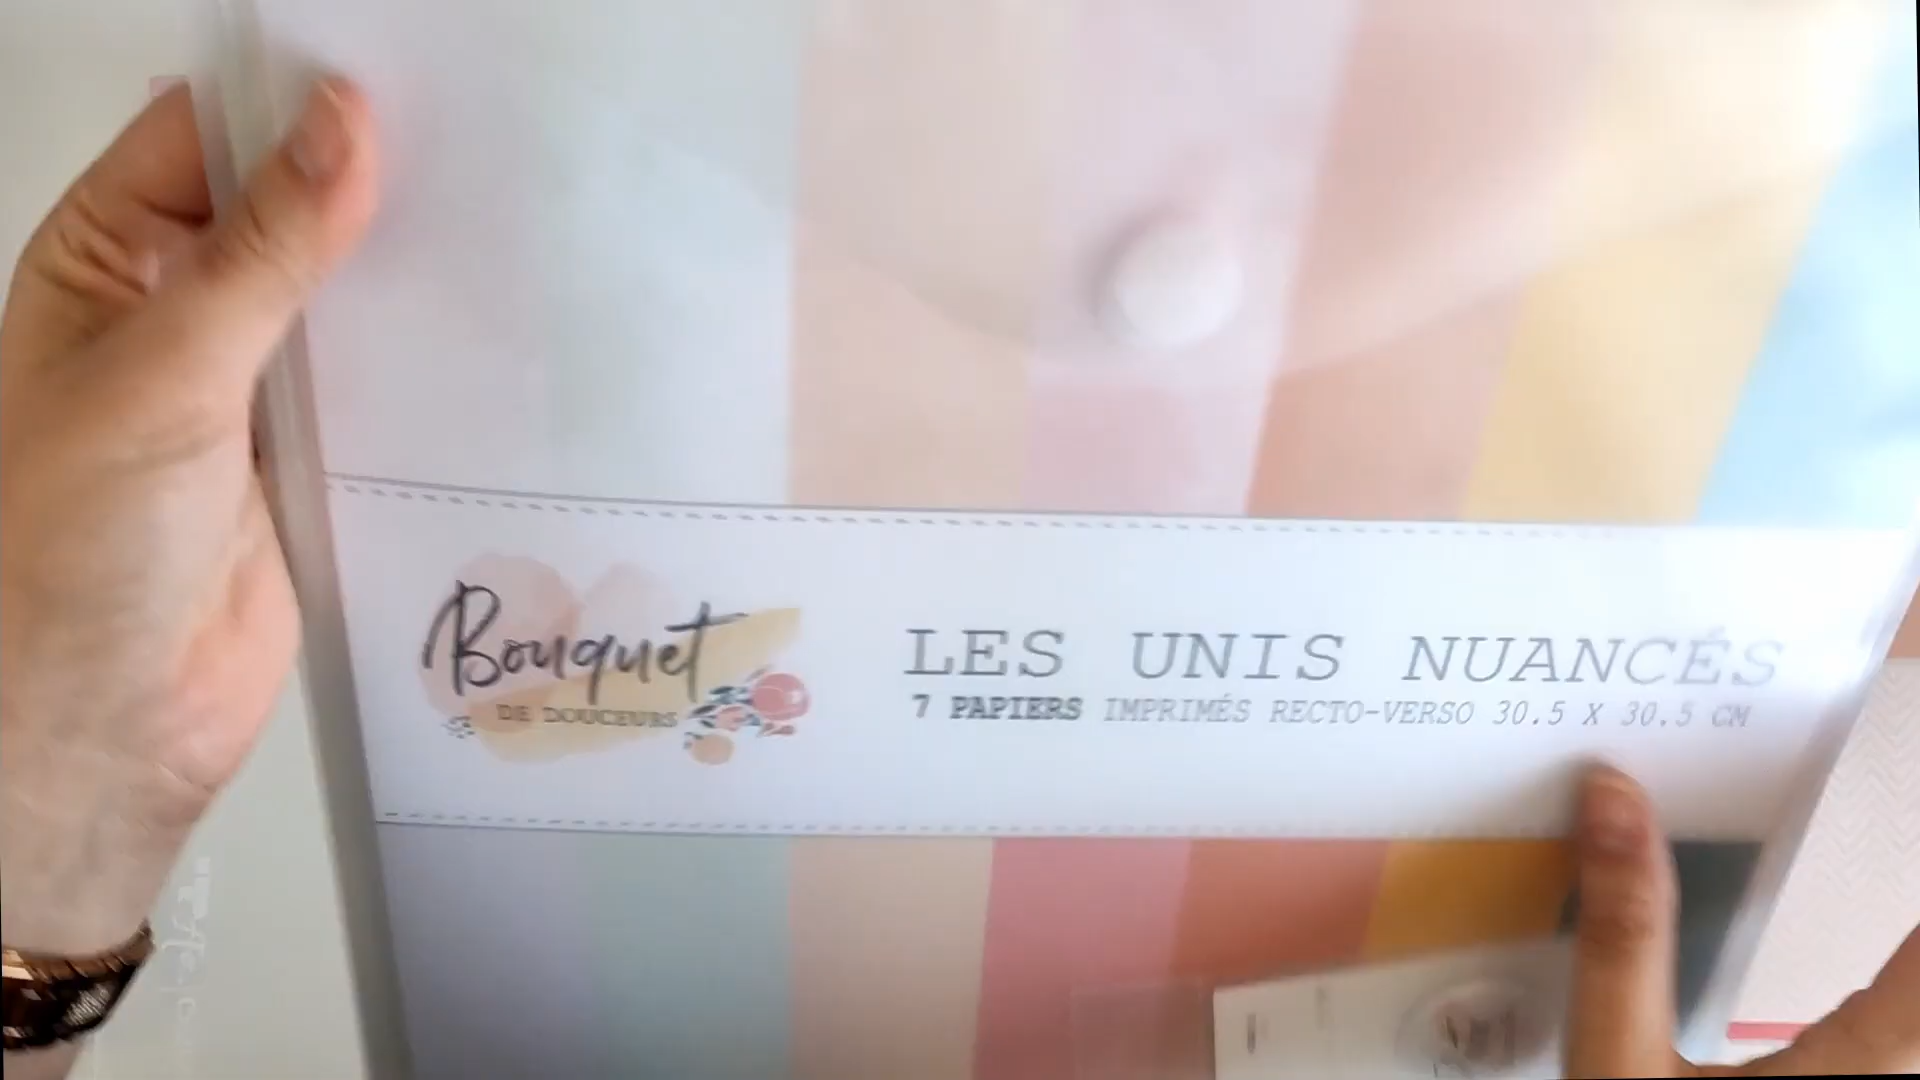 Bouquet
DE DOUCEURS
LES UNIS NUANCÉS
7 PAPIERS IMPRIMÉS RECTO-VERSO 30.5 X 30.5 CM